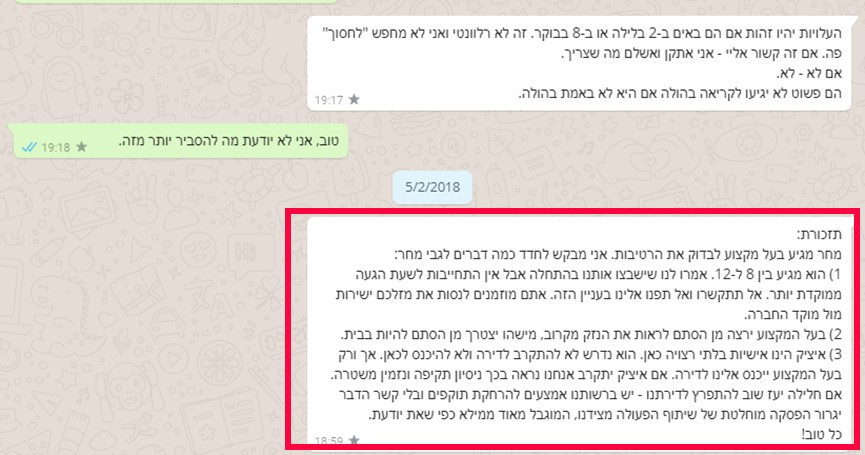 העלויות יהיו זהות אם הם באים ב-2 בלילה או ב-8 בבוקר. זה לא רלוונטי ואני לא מחפש "לחסוך"
פה. אם זה קשור אליי - אני אתקן ואשלם מה שצריך.
אם לא - לא.
הם פשוט לא יגיעו לקריאה בהולה אם היא לא באמת בהולה.
19:17
טוב, אני לא יודעת מה להסביר יותר מזה.
19:18
5/2/2018
תזכורת:
מחר מגיע בעל מקצוע לבדוק את הרטיבות. אני מבקש לחדד כמה דברים לגבי מחר:
1) הוא מגיע בין 8 ל-12. אמרו לנו שישבצו אותנו בהתחלה אבל אין התחייבות לשעת הגעה
ממוקדת יותר. אל תתקשרו ואל תפנו אלינו בעניין הזה. אתם מוזמנים לנסות את מזלכם ישירות
מול מוקד החברה.
2) בעל המקצוע ירצה מן הסתם לראות את הנזק מקרוב, מישהו יצטרך מן הסתם להיות בבית.
3) איציק הינו אישיות בלתי רצויה כאן. הוא נדרש לא להתקרב לדירה ולא להיכנס לכאן. אך ורק
בעל המקצוע ייכנס אלינו לדירה. אם איציק יתקרב אנחנו נראה בכך ניסיון תקיפה ונזמין משטרה.
אם חלילה יעז שוב להתפרץ לדירתנו - יש ברשותנו אמצעים להרחקת תוקפים ובלי קשר הדבר
יגרור הפסקה מוחלטת של שיתוף הפעולה מצידנו, המוגבל מאוד ממילא כפי שאת יודעת.
כל טוב!
18:59